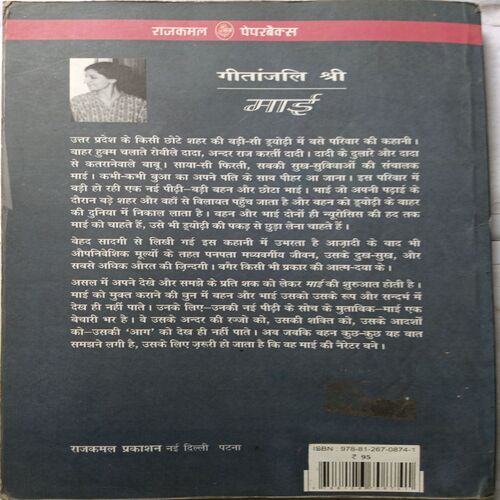 राजकमल पेपरबैक्स
गीतांजलि श्री
माई
उत्तर प्रदेश के किसी छोटे शहर की बड़ी-सी ड्योढ़ी में बसे परिवार की कहानी।
बाहर हुक्म चलाते रोबीले दादा, अन्दर राज करतीं दादी। दादी के दुलारे और दादा
से कतरानेवाले बाबू। साया-सी फिरती, सबकी सुख-सुविधाओं की संचालक
माई। कभी-कभी बुआ का अपने पति के साथ पीहर आ जाना। इस परिवार में
बड़ी हो रही एक नई पीढ़ी–बड़ी बहन और छोटा भाई। भाई जो अपनी पढ़ाई के
दौरान बड़े शहर और वहाँ से विलायत पहुँच जाता है और बहन को ड्योढ़ी के बाहर
की दुनिया में निकाल लाता है। बहन और भाई दोनों ही न्यूरोसिस की हद तक
माई को चाहते हैं, उसे भी ड्योढ़ी की पकड़ से छुड़ा लेना चाहते हैं।
बेहद सादगी से लिखी गई इस कहानी में उभरता है आज़ादी के बाद भी
औपनिवेशिक मूल्यों के तहत पनपता मध्यवर्गीय जीवन, उसके दुख-सुख, और
सबसे अधिक औरत की ज़िन्दगी। बग़ैर किसी भी प्रकार की आत्म-दया के।
असल में अपने देखे और समझे के प्रति शक को लेकर माई की शुरुआत होती है।
माई को मुक्त कराने की धुन में बहन और भाई उसको उसके रूप और सन्दर्भ में
देख ही नहीं पाते। उनके लिए–उनकी नई पीढ़ी के सोच के मुताबिक–माई एक
बेचारी भर है। वे उसके अन्दर की रज्जो को, उसकी शक्ति को, उसके आदर्शों
को–उसकी 'आग' को देख ही नहीं पाते। अब जबकि बहन कुछ-कुछ यह बात
समझने लगी है, उसके लिए ज़रूरी हो जाता है कि वह माई की नैरेटर बने।
राजकमल प्रकाशन नई दिल्ली पटना
ISBN : 978-81-267-0874-1
₹ 95